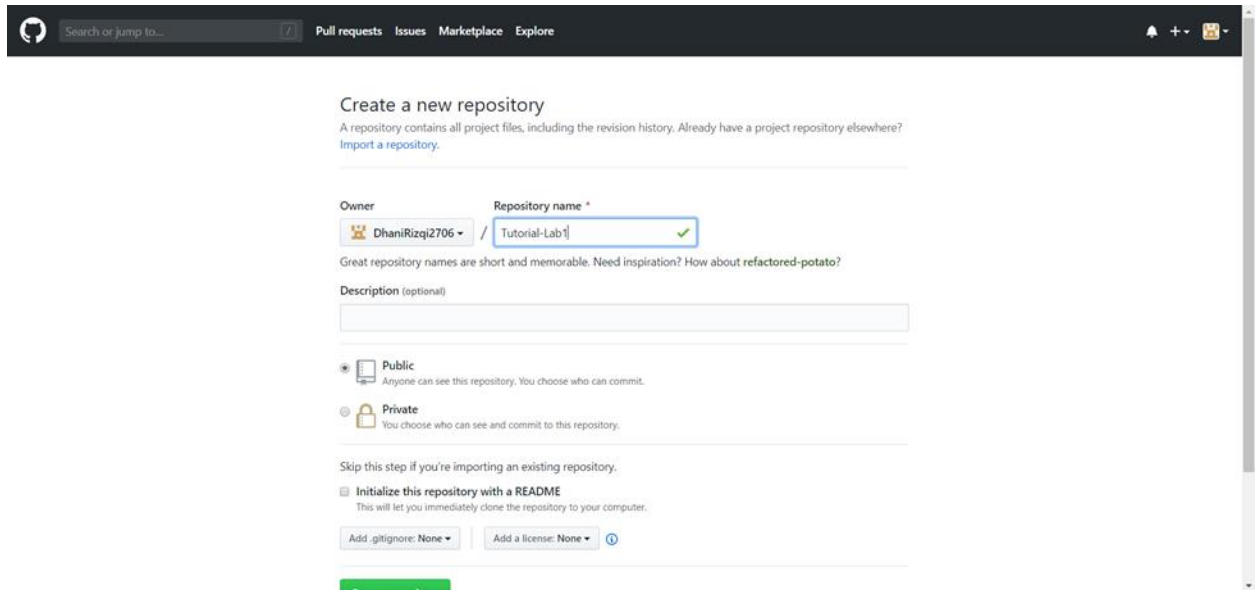 Search or jump to... /
Pull requests Issues Marketplace Explore
Create a new repository
A repository contains all project files, including the revision history. Already have a project repository elsewhere?
Import a repository.
Owner Repository name *
DhaniRizqi2706 / Tutorial-Lab1
Great repository names are short and memorable. Need inspiration? How about refactored-potato?
Description (optional)
Public
Anyone can see this repository. You choose who can commit.
Private
You choose who can see and commit to this repository.
Skip this step if you're importing an existing repository.
Initialize this repository with a README
This will let you immediately clone the repository to your computer.
Add .gitignore: None Add a license: None